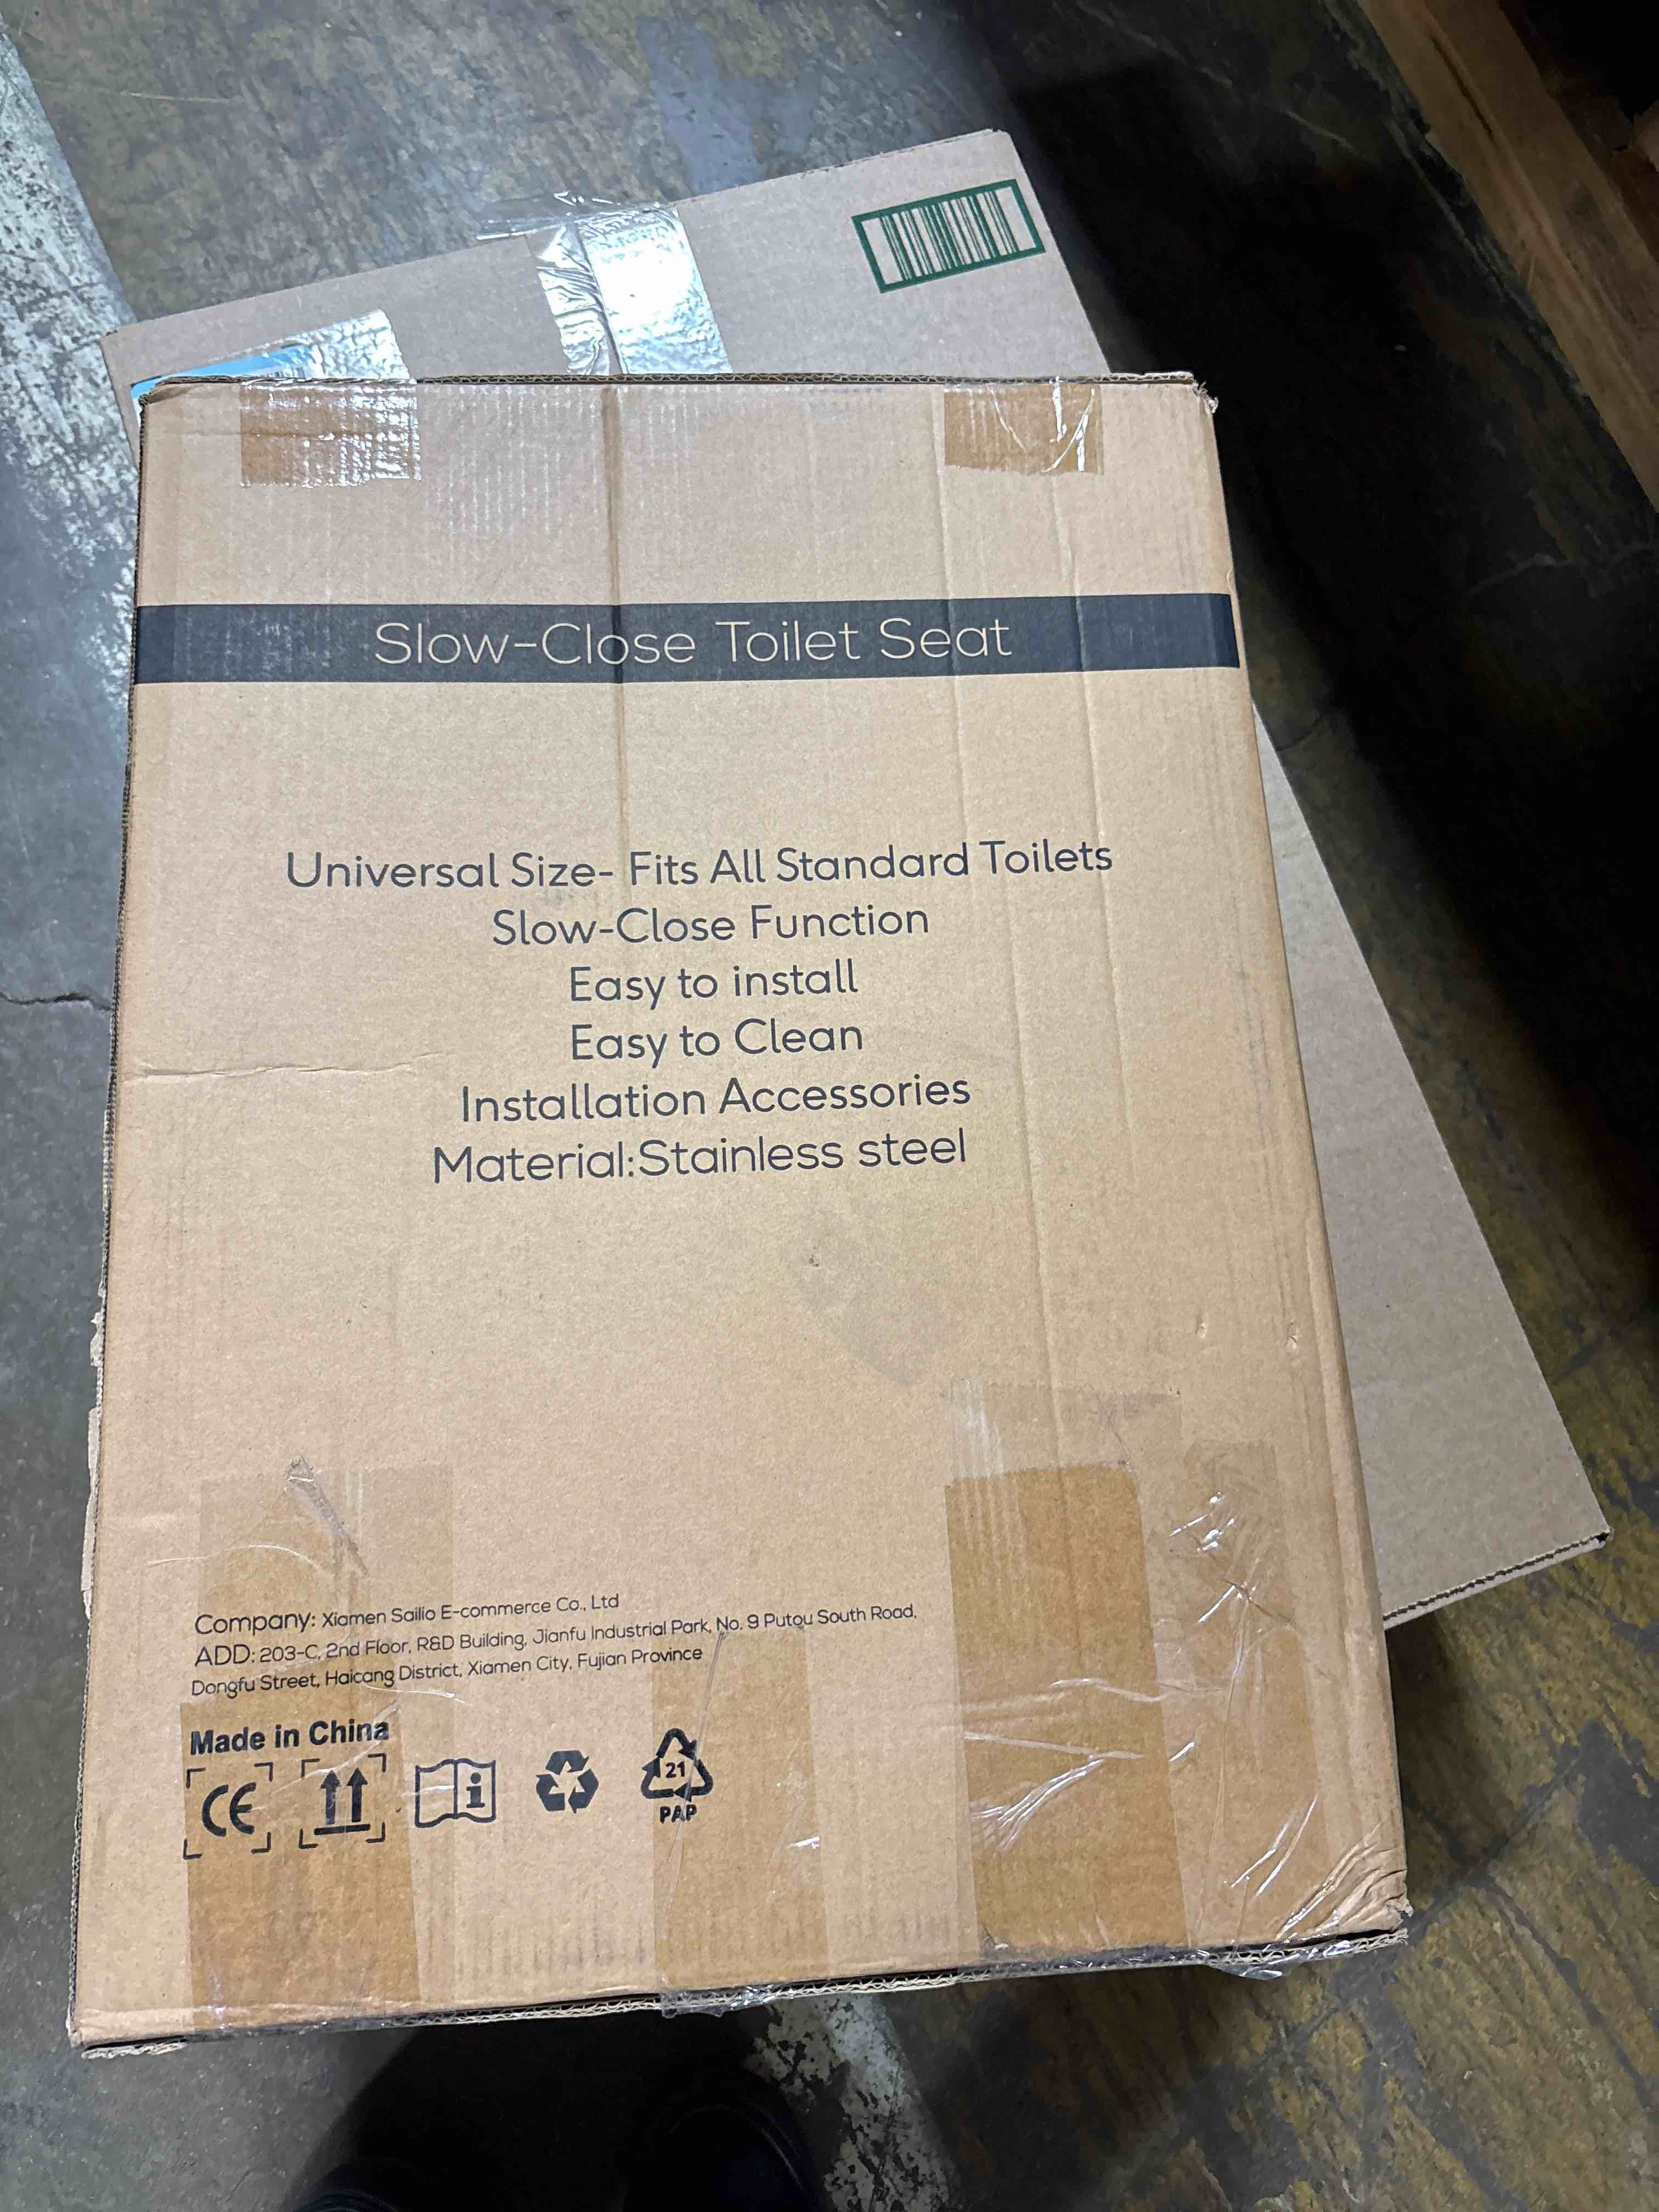 Slow-Close Toilet Seat
Universal Size- Fits All Standard Toilets
Slow-Close Function
Easy to install
Easy to Clean
Installation Accessories
Material:Stainless steel
Company: Xiamen Sailio E-commerce Co., Ltd
ADD: 203-C, 2nd Floor, R&D Building, Jianfu Industrial Park, No. 9 Putou South Road,
Dongfu Street, Haicang District, Xiamen City, Fujian Province
Made in China
CE
21
PAP